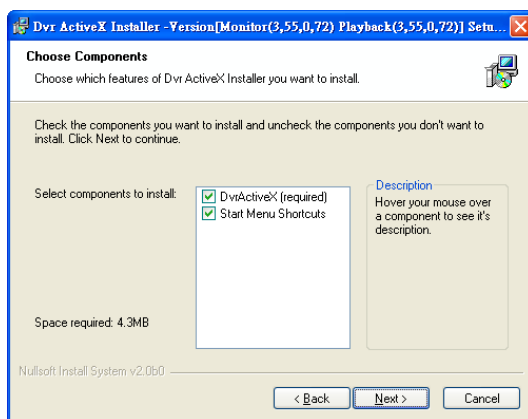 Dvr ActiveX Installer -Version[Monitor(3,55,0,72) Playback(3,55,0,72)] Setu...
Choose Components
Choose which features of Dvr ActiveX Installer you want to install.
Check the components you want to install and uncheck the components you don't want to
install. Click Next to continue.
Select components to install:
DvrActiveX (required)
Start Menu Shortcuts
Description
Hover your mouse over
a component to see it's
description.
Space required: 4.3MB
Nullsoft Install System v2.0b0
< Back
Next >
Cancel